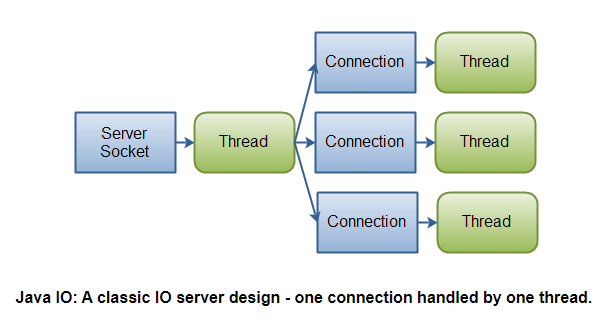 Connection
Thread
Server
Socket
Thread
Connection
Thread
Connection
Thread
Java IO: A classic IO server design - one connection handled by one thread.